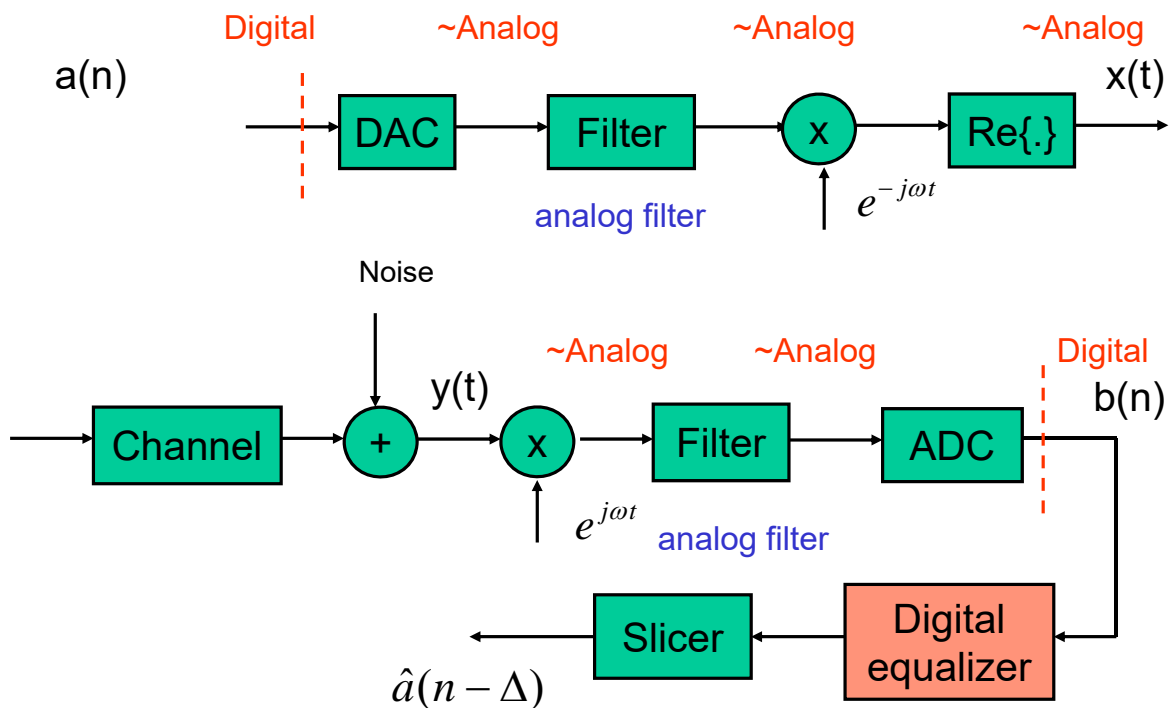 Digital ~Analog ~Analog ~Analog
a(n) x(t)
DAC Filter x Re{.}
analog filter e^{-jωt}
Noise
~Analog ~Analog Digital
y(t) b(n)
Channel + x Filter ADC
e^{jωt} analog filter
Slicer Digital
equalizer
â(n − Δ)